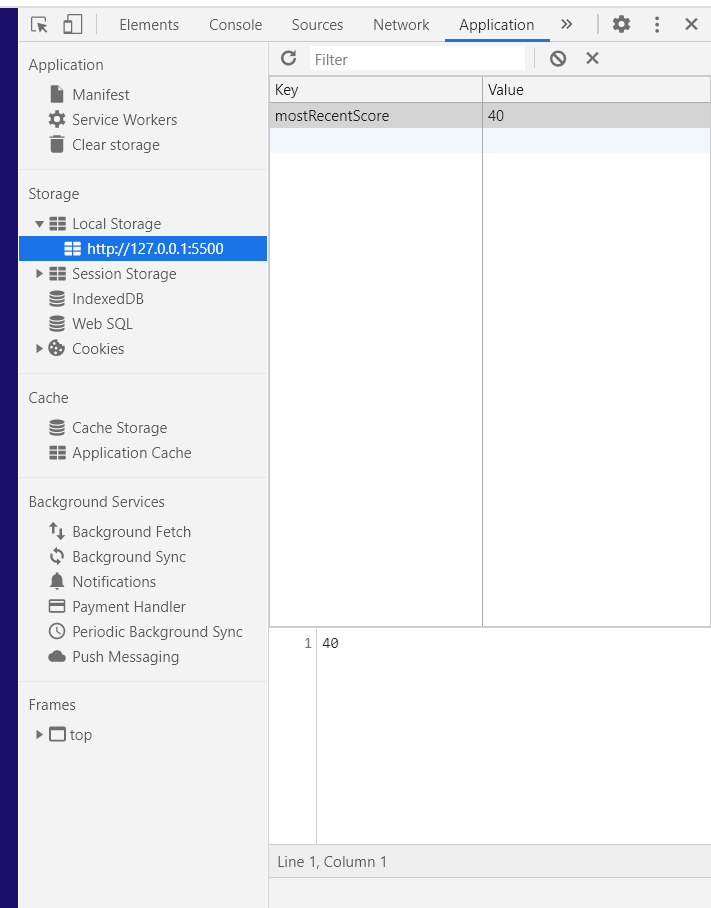 Elements Console Sources Network Application
Application
Manifest
Service Workers
Clear storage
Storage
Local Storage
http://127.0.0.1:5500
Session Storage
IndexedDB
Web SQL
Cookies
Cache
Cache Storage
Application Cache
Background Services
Background Fetch
Background Sync
Notifications
Payment Handler
Periodic Background Sync
Push Messaging
Frames
top
Filter
Key Value
mostRecentScore 40
1 40
Line 1, Column 1